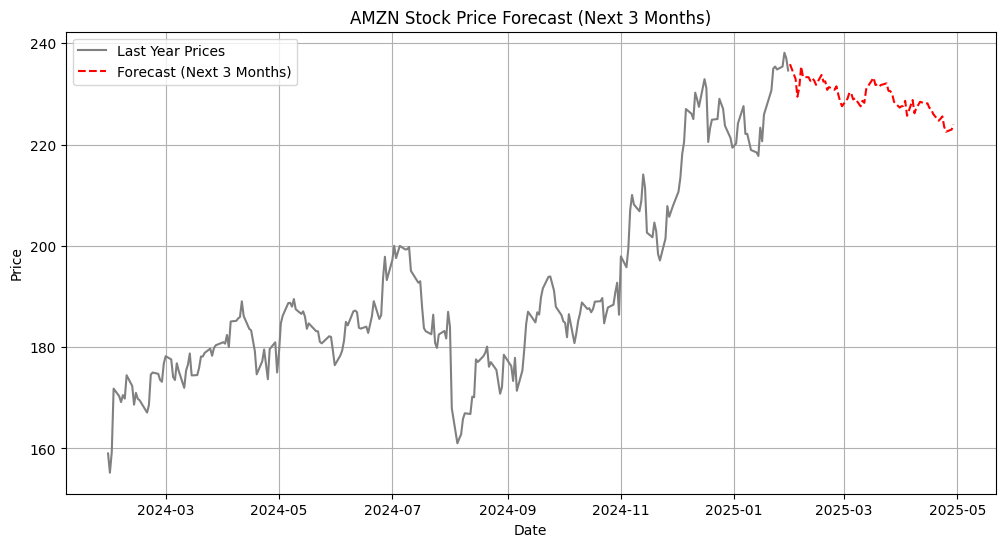 AMZN Stock Price Forecast (Next 3 Months)
Last Year Prices
Forecast (Next 3 Months)
Price
240
220
200
180
160
2024-03 2024-05 2024-07 2024-09 2024-11 2025-01 2025-03 2025-05
Date